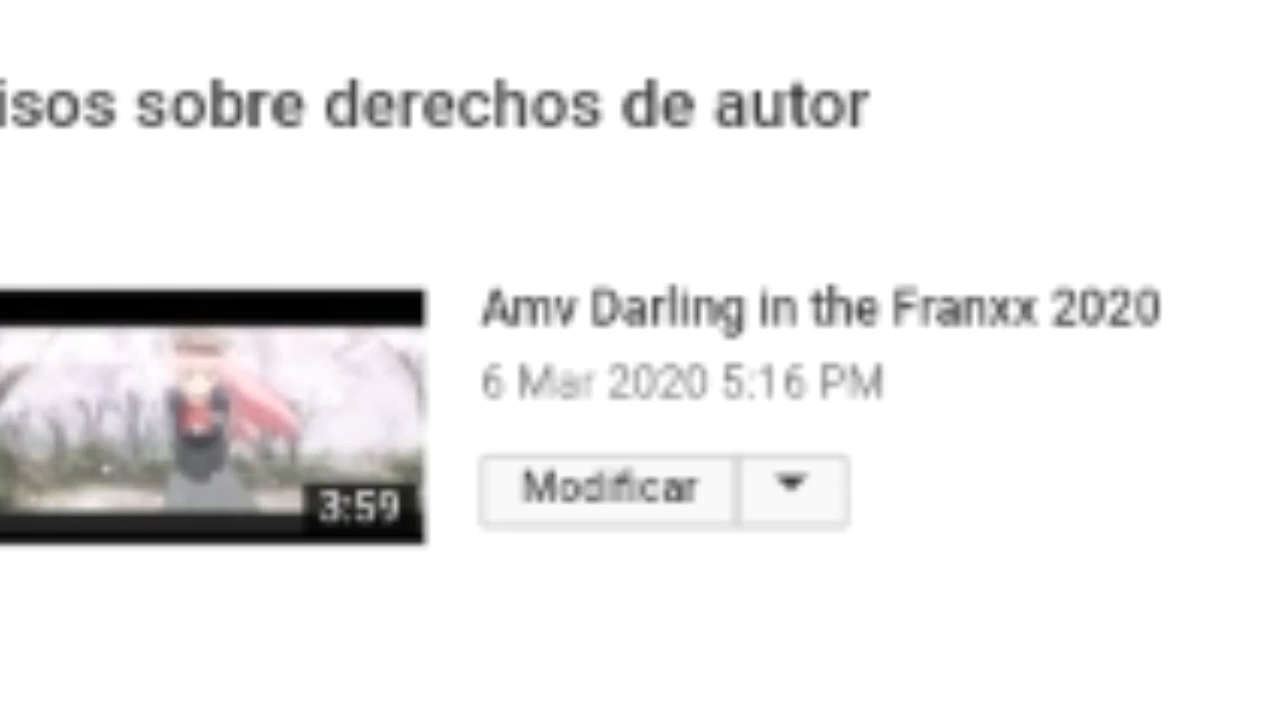 isos sobre derechos de autor
Amv Darling in the Franxx 2020
6 Mar 2020 5:16 PM
Modificar
3:59